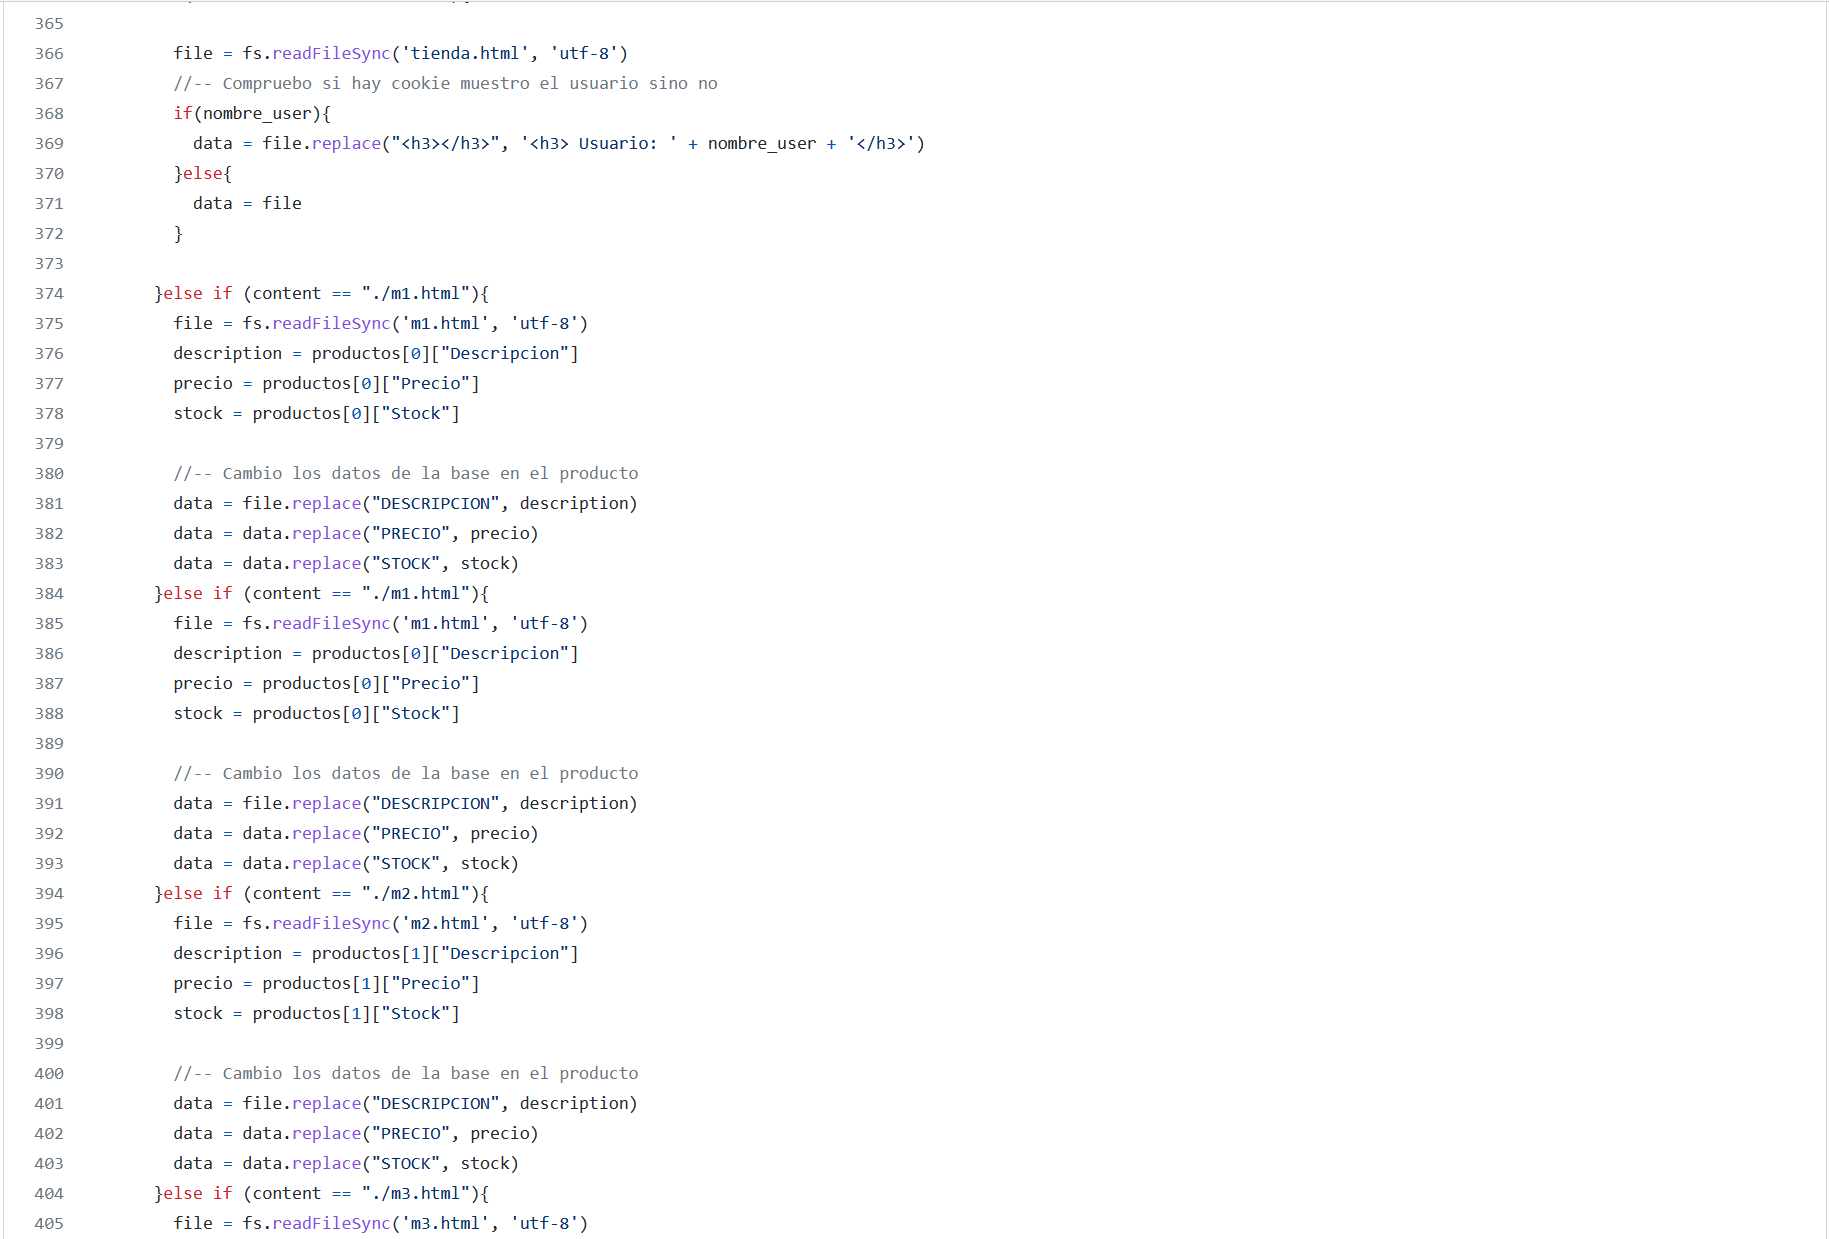 365
366 file = fs.readFileSync('tienda.html', 'utf-8')
367 //-- Compruebo si hay cookie muestro el usuario sino no
368 if(nombre_user){
369 data = file.replace("<h3></h3>", '<h3> Usuario: ' + nombre_user + '</h3>')
370 }else{
371 data = file
372 }
373
374 }else if (content == "./m1.html"){
375 file = fs.readFileSync('m1.html', 'utf-8')
376 description = productos[0]["Descripcion"]
377 precio = productos[0]["Precio"]
378 stock = productos[0]["Stock"]
379
380 //-- Cambio los datos de la base en el producto
381 data = file.replace("DESCRIPCION", description)
382 data = data.replace("PRECIO", precio)
383 data = data.replace("STOCK", stock)
384 }else if (content == "./m1.html"){
385 file = fs.readFileSync('m1.html', 'utf-8')
386 description = productos[0]["Descripcion"]
387 precio = productos[0]["Precio"]
388 stock = productos[0]["Stock"]
389
390 //-- Cambio los datos de la base en el producto
391 data = file.replace("DESCRIPCION", description)
392 data = data.replace("PRECIO", precio)
393 data = data.replace("STOCK", stock)
394 }else if (content == "./m2.html"){
395 file = fs.readFileSync('m2.html', 'utf-8')
396 description = productos[1]["Descripcion"]
397 precio = productos[1]["Precio"]
398 stock = productos[1]["Stock"]
399
400 //-- Cambio los datos de la base en el producto
401 data = file.replace("DESCRIPCION", description)
402 data = data.replace("PRECIO", precio)
403 data = data.replace("STOCK", stock)
404 }else if (content == "./m3.html"){
405 file = fs.readFileSync('m3.html', 'utf-8')